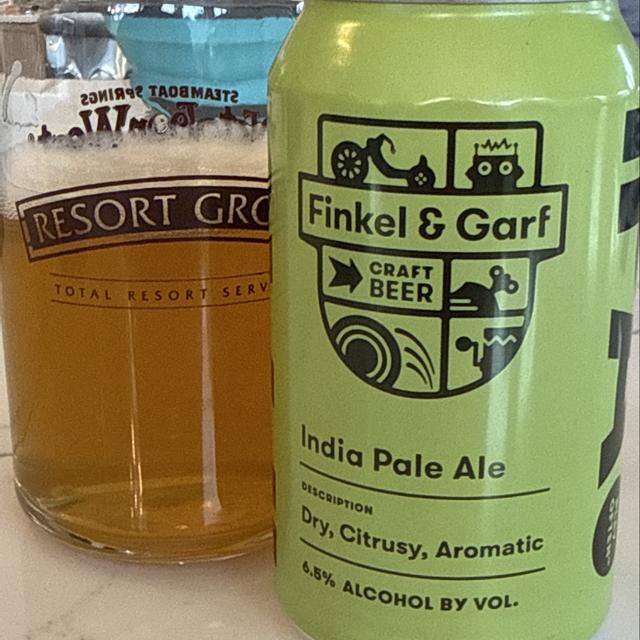 STEAMBOAT SPRINGS
RESORT GRO
TOTAL RESORT SERV
Finkel & Garf
CRAFT
BEER
India Pale Ale
DESCRIPTION
Dry, Citrusy, Aromatic
6.5% ALCOHOL BY VOL.